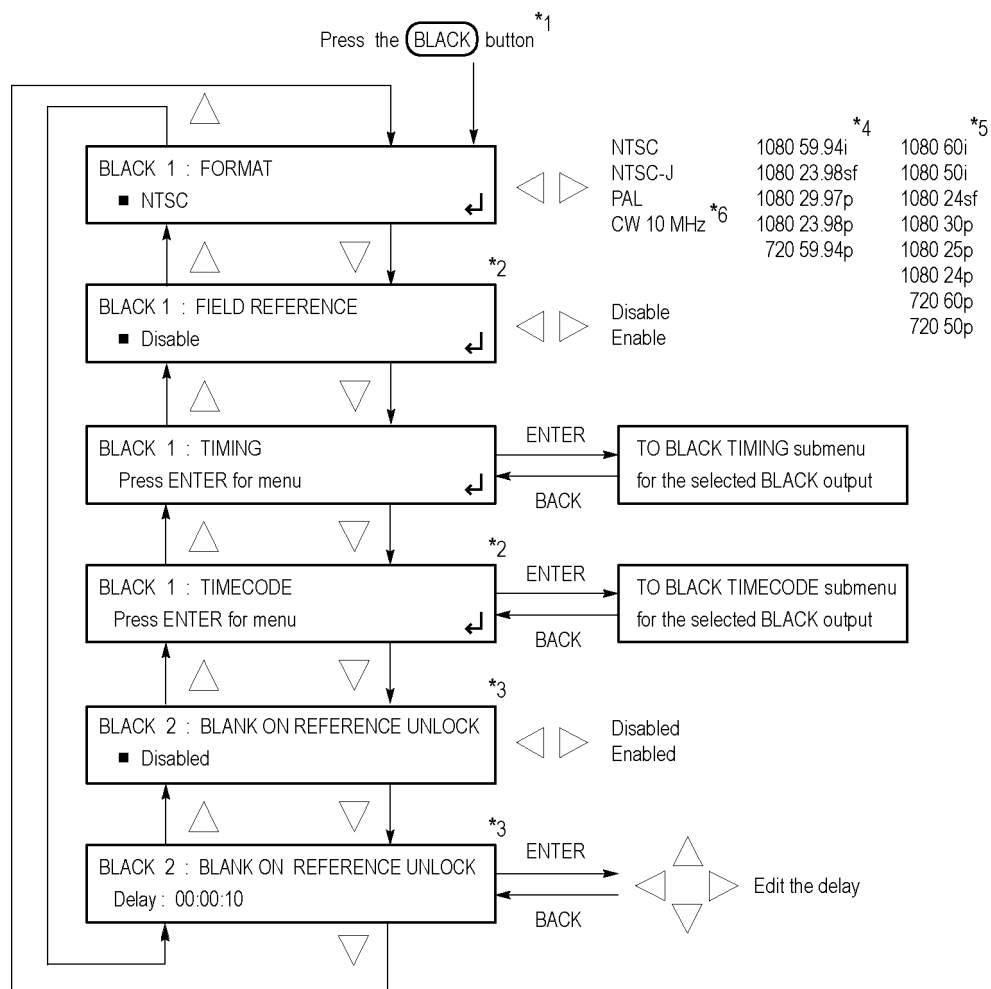 Press the BLACK button *1
BLACK 1 : FORMAT
■ NTSC
NTSC
NTSC-J
PAL
CW 10 MHz *6
*4
1080 59.94i
1080 23.98sf
1080 29.97p
1080 23.98p
720 59.94p
*5
1080 60i
1080 50i
1080 24sf
1080 30p
1080 25p
1080 24p
720 60p
720 50p
*2
BLACK 1 : FIELD REFERENCE
■ Disable
Disable
Enable
BLACK 1 : TIMING
Press ENTER for menu
ENTER
BACK
TO BLACK TIMING submenu
for the selected BLACK output
*2
BLACK 1 : TIMECODE
Press ENTER for menu
ENTER
BACK
TO BLACK TIMECODE submenu
for the selected BLACK output
*3
BLACK 2 : BLANK ON REFERENCE UNLOCK
■ Disabled
Disabled
Enabled
*3
BLACK 2 : BLANK ON REFERENCE UNLOCK
Delay : 00:00:10
ENTER
BACK
Edit the delay